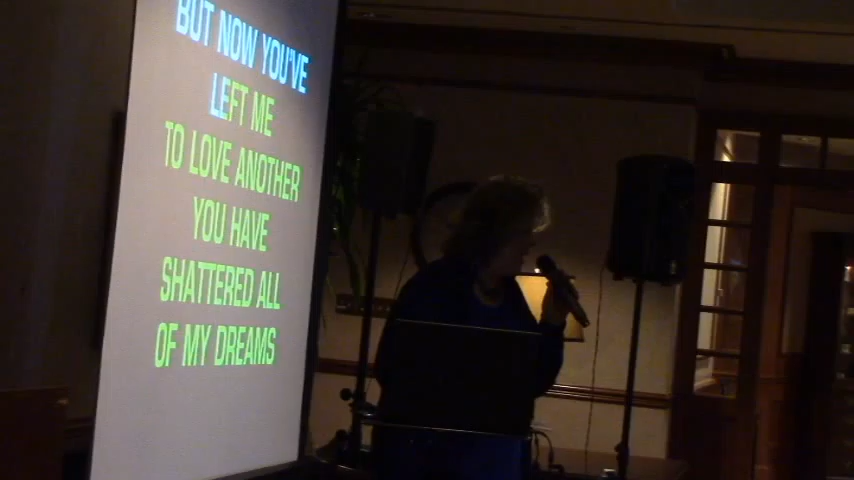 BUT NOW YOU'VE
LEFT ME
TO LOVE ANOTHER
YOU HAVE
SHATTERED ALL
OF MY DREAMS